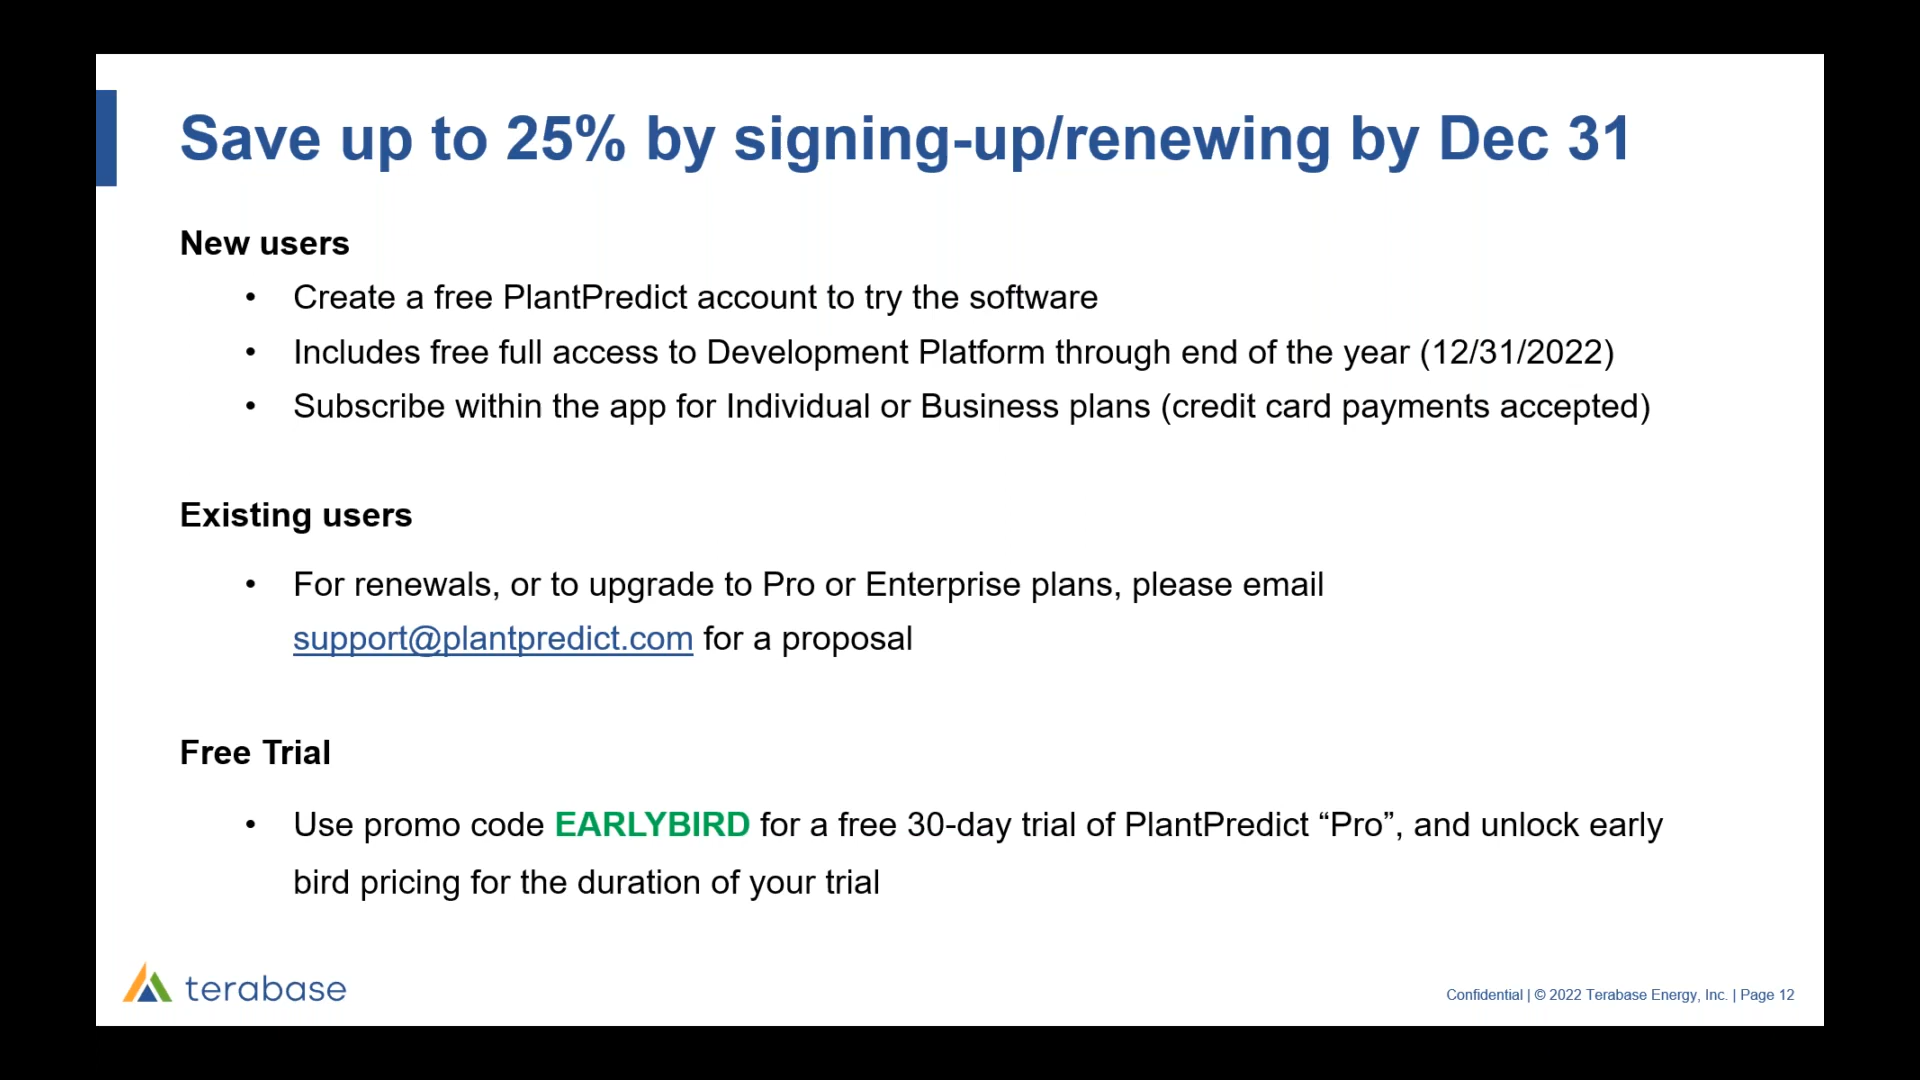 Save up to 25% by signing-up/renewing by Dec 31
New users
• Create a free PlantPredict account to try the software
• Includes free full access to Development Platform through end of the year (12/31/2022)
• Subscribe within the app for Individual or Business plans (credit card payments accepted)
Existing users
• For renewals, or to upgrade to Pro or Enterprise plans, please email
support@plantpredict.com for a proposal
Free Trial
• Use promo code EARLYBIRD for a free 30-day trial of PlantPredict “Pro”, and unlock early
bird pricing for the duration of your trial
terabase
Confidential | © 2022 Terabase Energy, Inc. | Page 12